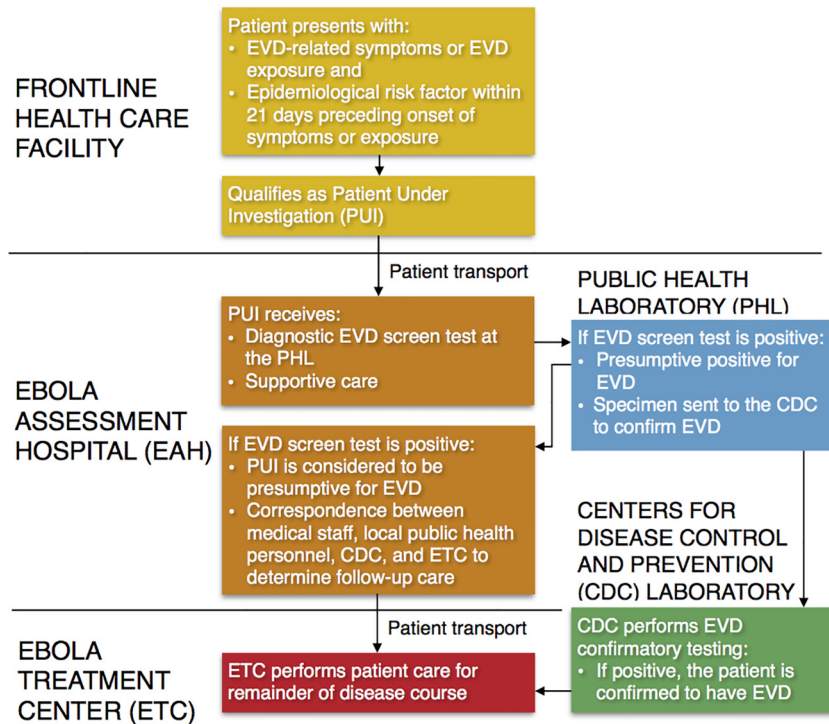 FRONTLINE
HEALTH CARE
FACILITY
Patient presents with:
• EVD-related symptoms or EVD
exposure and
• Epidemiological risk factor within
21 days preceding onset of
symptoms or exposure
Qualifies as Patient Under
Investigation (PUI)
Patient transport
EBOLA
ASSESSMENT
HOSPITAL (EAH)
PUI receives:
• Diagnostic EVD screen test at
the PHL
• Supportive care
PUBLIC HEALTH
LABORATORY (PHL)
If EVD screen test is positive:
• Presumptive positive for
EVD
• Specimen sent to the CDC
to confirm EVD
If EVD screen test is positive:
• PUI is considered to be
presumptive for EVD
• Correspondence between
medical staff, local public health
personnel, CDC, and ETC to
determine follow-up care
CENTERS FOR
DISEASE CONTROL
AND PREVENTION
(CDC) LABORATORY
Patient transport
CDC performs EVD
confirmatory testing:
• If positive, the patient is
confirmed to have EVD
EBOLA
TREATMENT
CENTER (ETC)
ETC performs patient care for
remainder of disease course